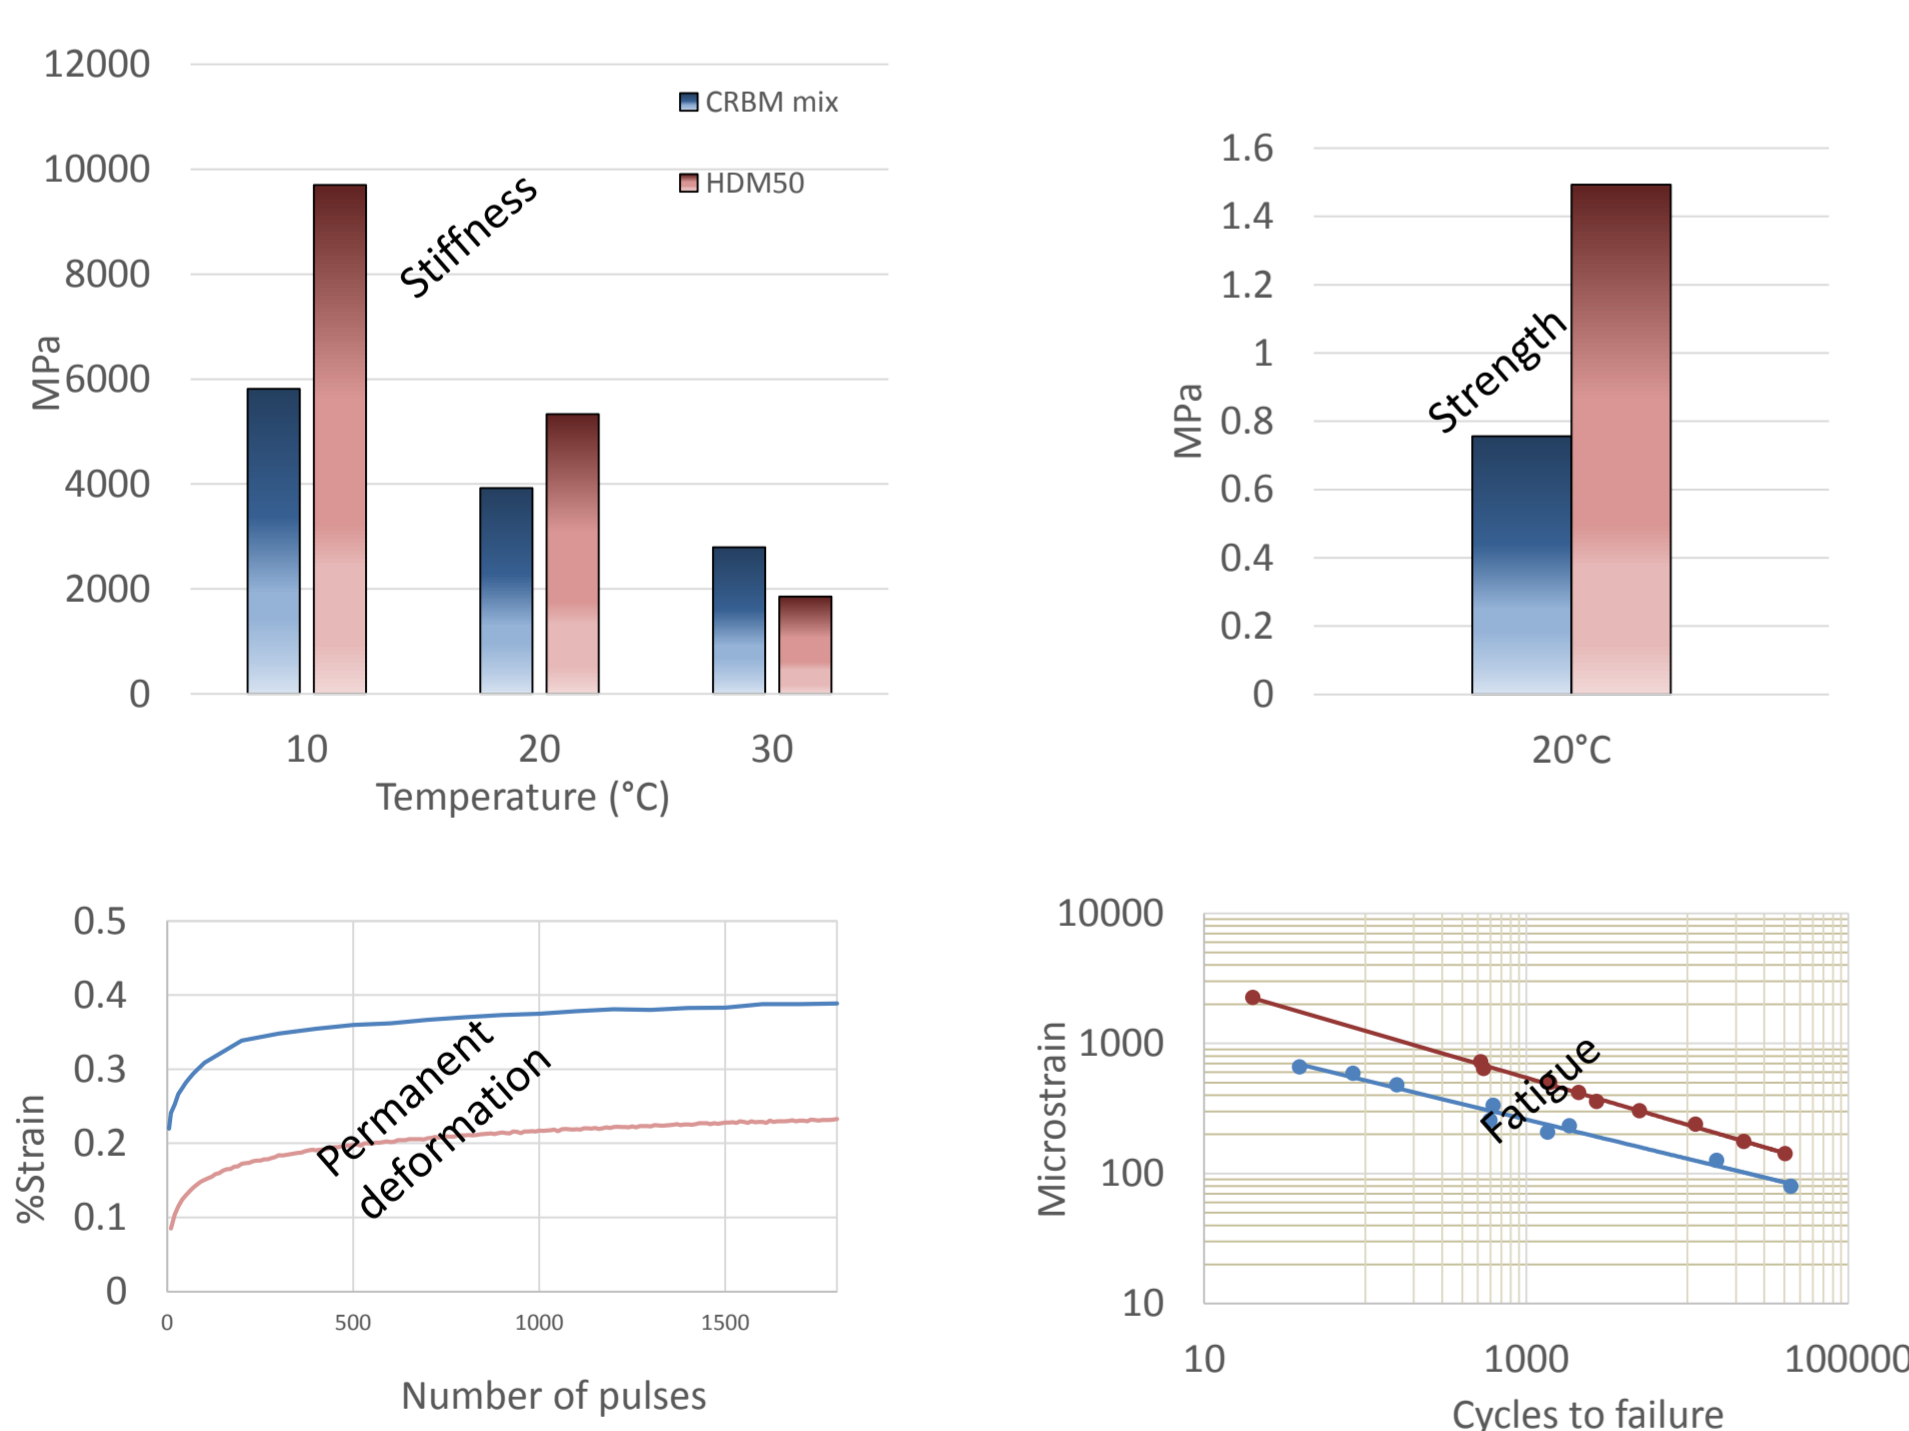 12000
10000
8000
6000
4000
2000
0
MPa
CRBM mix
HDM50
Stiffness
10 20 30
Temperature (°C)
1.6
1.4
1.2
1
0.8
0.6
0.4
0.2
0
MPa
Strength
20°C
0.5
0.4
0.3
0.2
0.1
0
%Strain
Permanent
deformation
0 500 1000 1500
Number of pulses
10000
1000
100
10
Microstrain
Fatigue
10 1000 100000
Cycles to failure